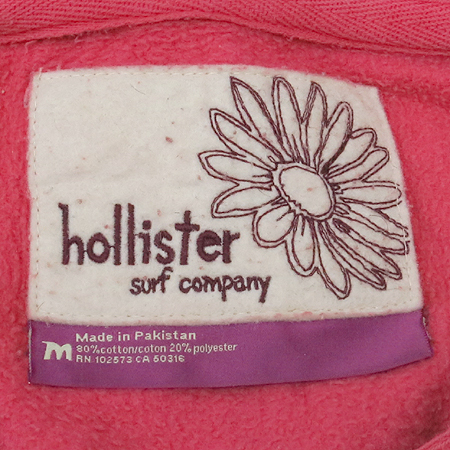 hollister
surf company
M
Made in Pakistan
80%cotton/coton 20% polyester
RN 102573 CA 50316